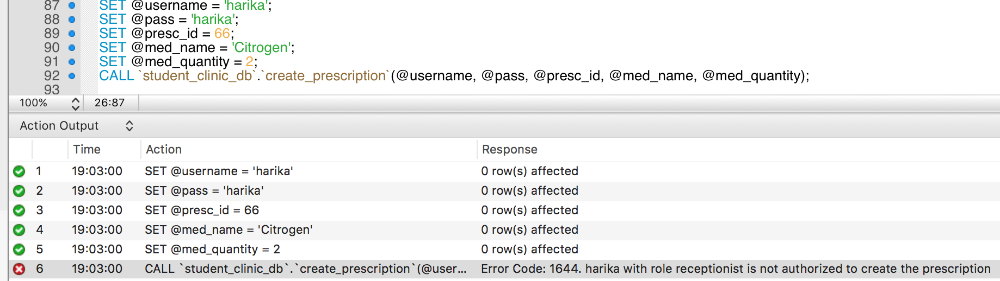 87 SET @username = 'harika';
88 SET @pass = 'harika';
89 SET @presc_id = 66;
90 SET @med_name = 'Citrogen';
91 SET @med_quantity = 2;
92 CALL `student_clinic_db`.`create_prescription`(@username, @pass, @presc_id, @med_name, @med_quantity);
93
100% 26:87
Action Output
Time Action Response
1 19:03:00 SET @username = 'harika' 0 row(s) affected
2 19:03:00 SET @pass = 'harika' 0 row(s) affected
3 19:03:00 SET @presc_id = 66 0 row(s) affected
4 19:03:00 SET @med_name = 'Citrogen' 0 row(s) affected
5 19:03:00 SET @med_quantity = 2 0 row(s) affected
6 19:03:00 CALL `student_clinic_db`.`create_prescription`(@user... Error Code: 1644. harika with role receptionist is not authorized to create the prescription